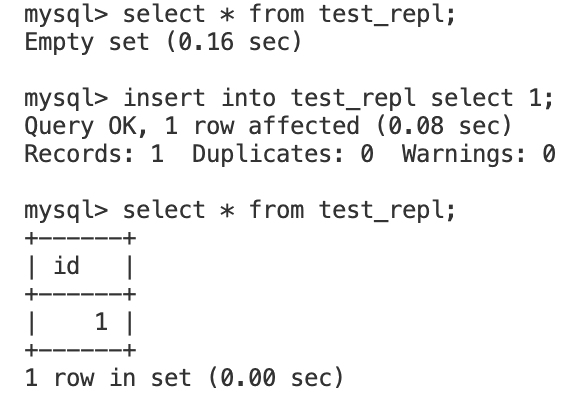 mysql> select * from test_repl;
Empty set (0.16 sec)
mysql> insert into test_repl select 1;
Query OK, 1 row affected (0.08 sec)
Records: 1  Duplicates: 0  Warnings: 0
mysql> select * from test_repl;
+------+
| id   |
+------+
|    1 |
+------+
1 row in set (0.00 sec)